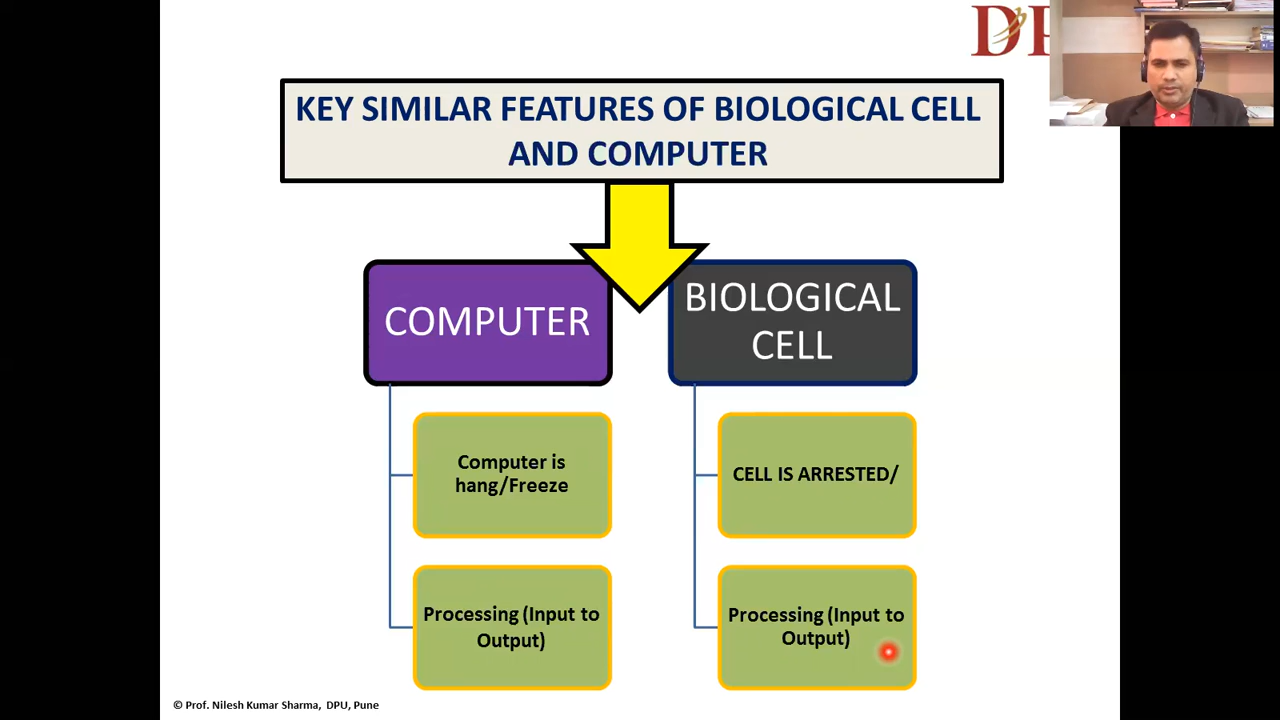 KEY SIMILAR FEATURES OF BIOLOGICAL CELL
AND COMPUTER
COMPUTER
Computer is
hang/Freeze
Processing (Input to
Output)
BIOLOGICAL
CELL
CELL IS ARRESTED/
Processing (Input to
Output)
© Prof. Nilesh Kumar Sharma, DPU, Pune